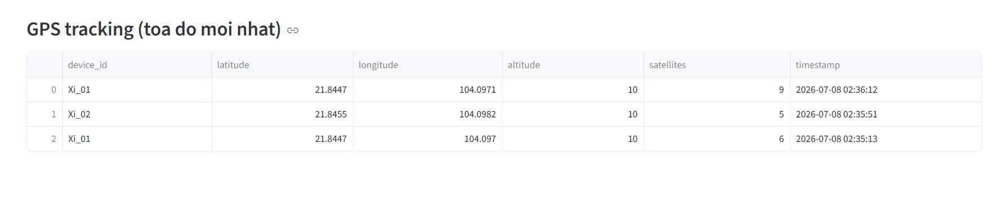 GPS tracking (toa do moi nhat)
device_id latitude longitude altitude satellites timestamp
0 Xi_01 21.8447 104.0971 10 9 2026-07-08 02:36:12
1 Xi_02 21.8455 104.0982 10 5 2026-07-08 02:35:51
2 Xi_01 21.8447 104.097 10 6 2026-07-08 02:35:13